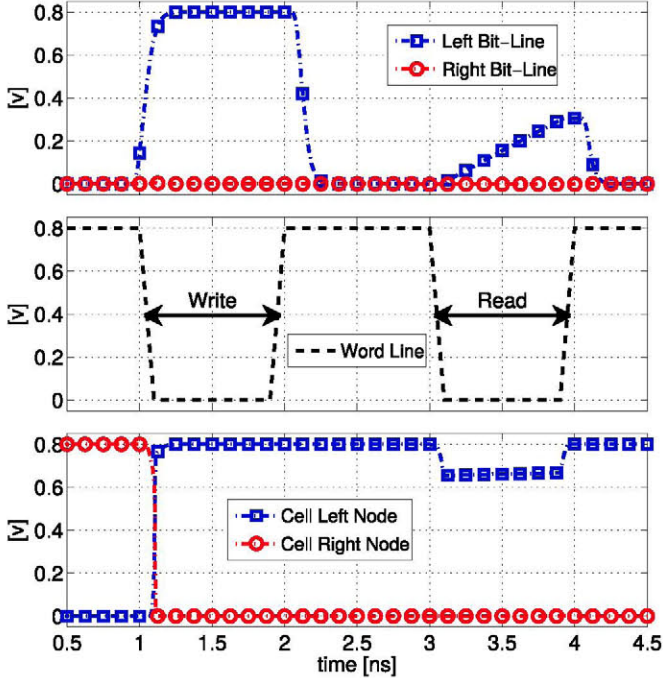 0.8
0.6
0.4
0.2
0
[v]
Left Bit-Line
Right Bit-Line
0.8
0.6
0.4
0.2
0
[v]
Write
Read
Word Line
0.8
0.6
0.4
0.2
0
[v]
Cell Left Node
Cell Right Node
0.5 1 1.5 2 2.5 3 3.5 4 4.5
time [ns]